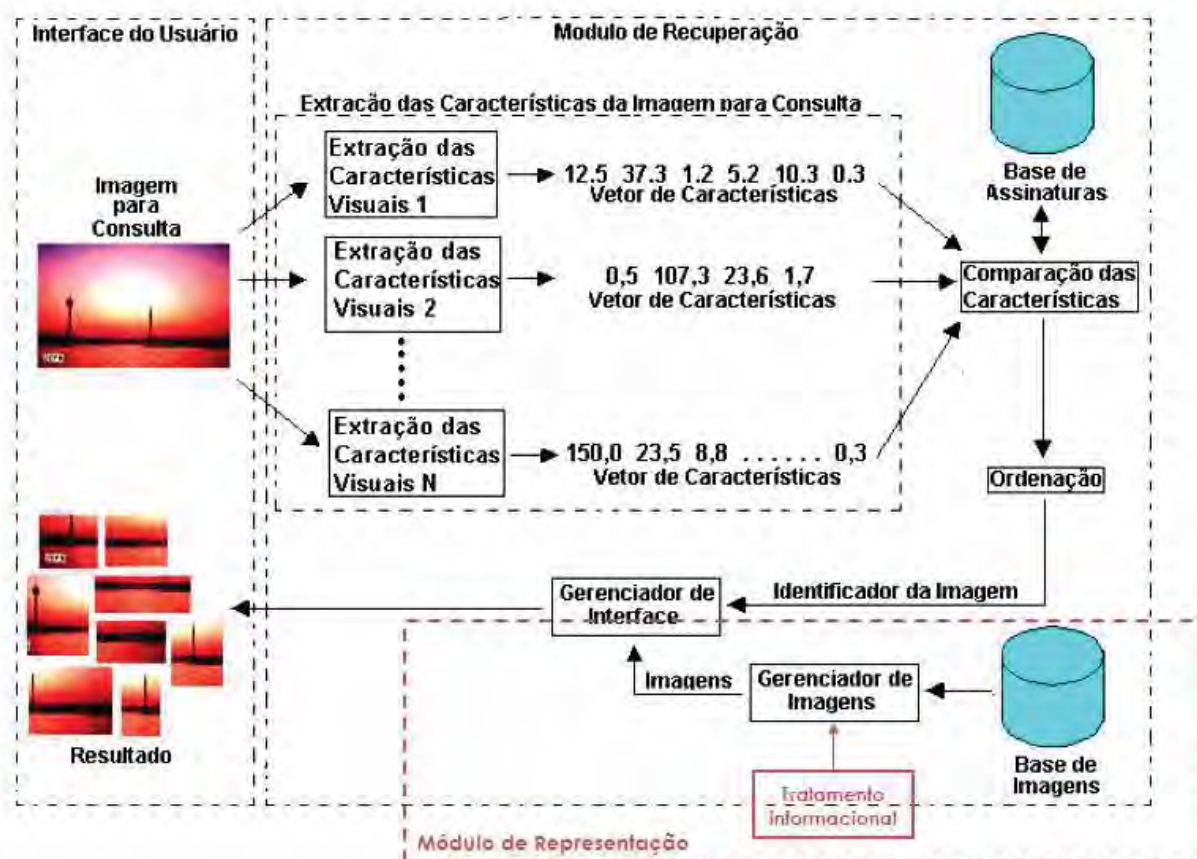 Interface do Usuário
Modulo de Recuperação
Extracão das Características da Imagem para Consulta
Imagem
para
Consulta
Extração das
Características
Visuais 1
12.5 37.3 1.2 5.2 10.3 0.3
Vetor de Características
Base de
Assinaturas
Extração das
Características
Visuais 2
0,5 107,3 23,6 1,7
Vetor de Características
Comparação das
Características
Extração das
Características
Visuais N
150,0 23,5 8,8 ....... 0,3
Vetor de Características
Ordenação
Identificador da Imagem
Gerenciador de
Interface
Imagens
Gerenciador de
Imagens
Resultado
Base de
Imagens
Tratamento
informacional
Módulo de Representação